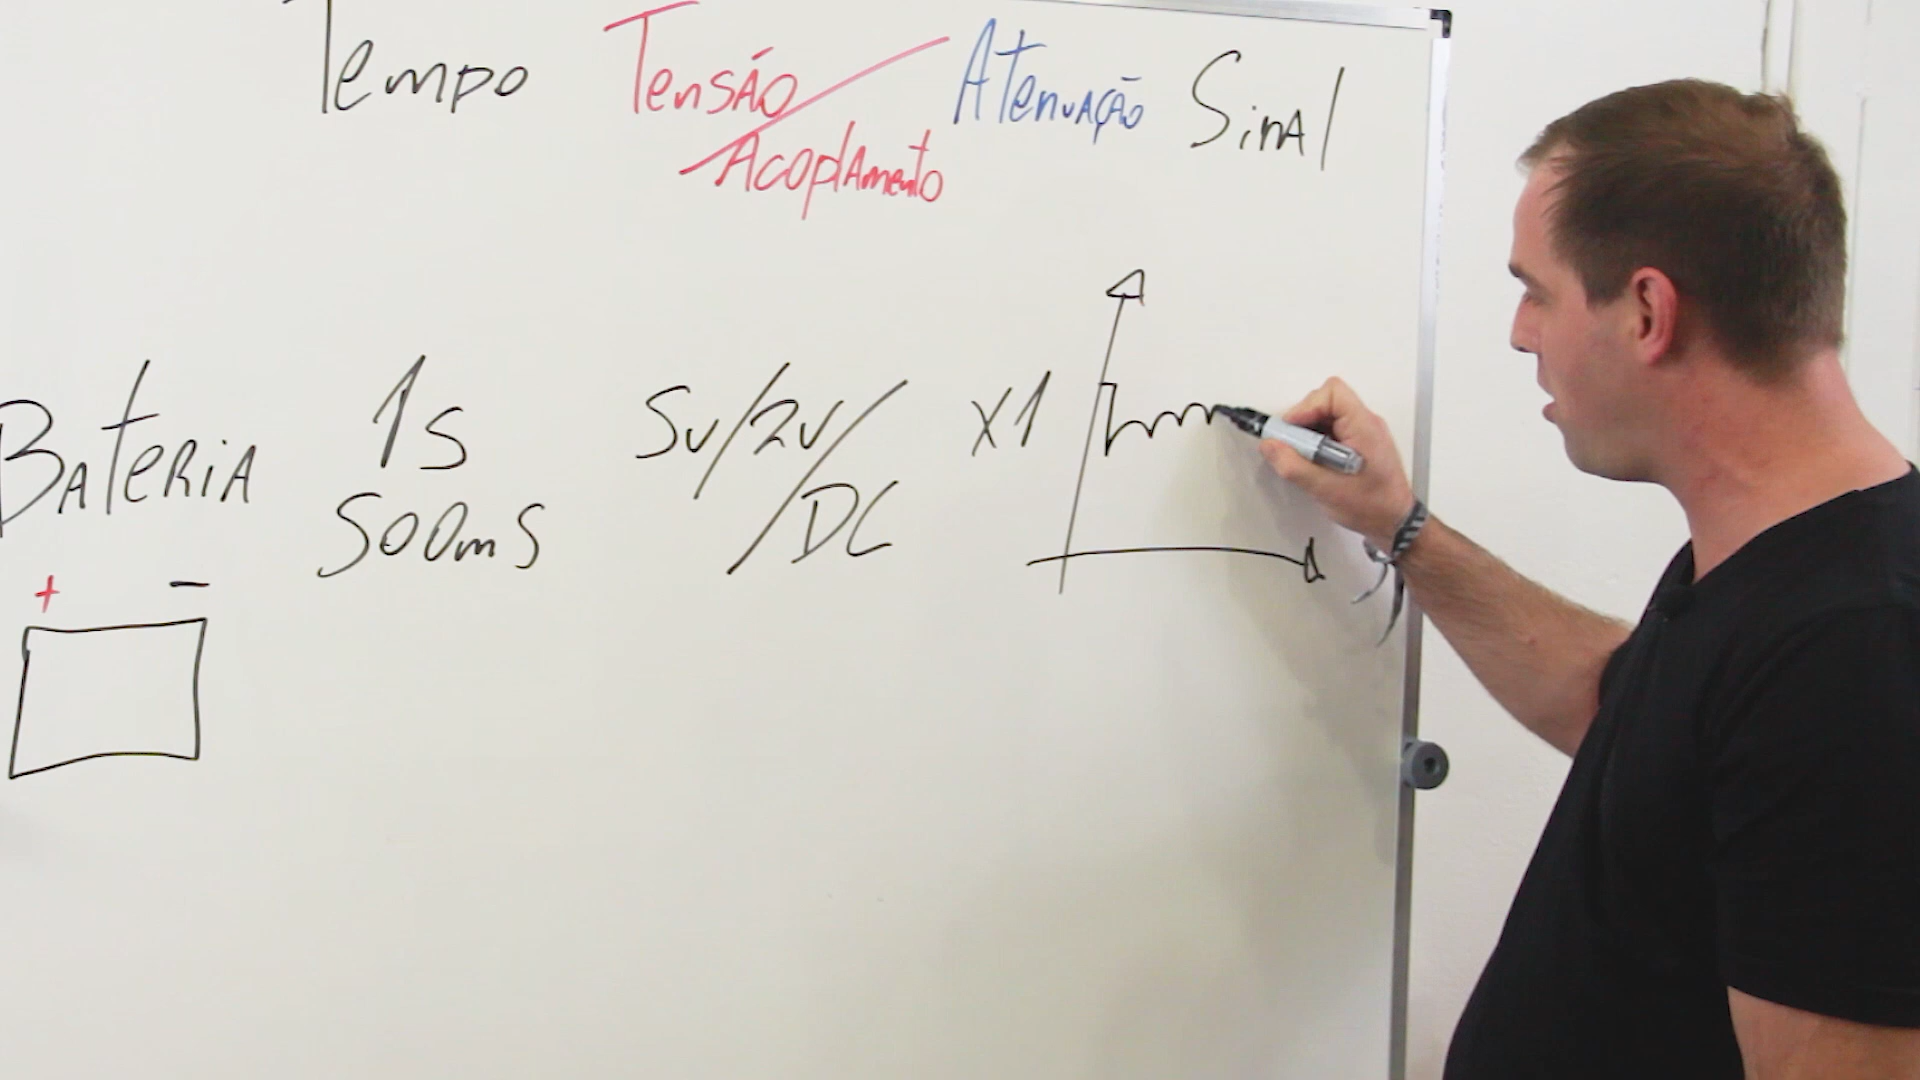 Tempo Tensão/Acoplamento Atenuação Sinal
Bateria 1s 5v/2v/DC x1
500ms
+ -